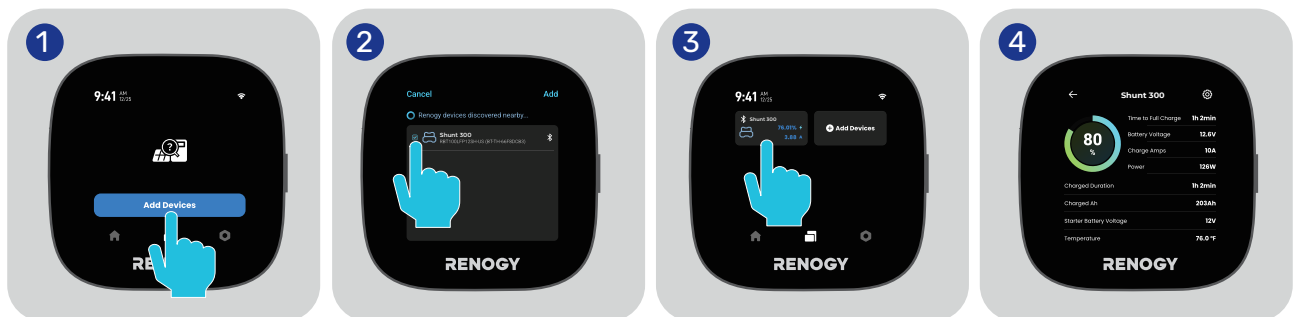 1
9:41 AM
12/25
Add Devices
2
Cancel Add
Renogy devices discovered nearby...
Shunt 300
RENOGY
3
9:41 AM
12/25
Shunt 300
76.01%
3.88 A
Add Devices
RENOGY
4
Shunt 300
80
%
Time to Full Charge 1h 2min
Battery Voltage 12.6V
Charge Amps 10A
Power 126W
Charged Duration 1h 2min
Charged Ah 203Ah
Starter Battery Voltage 12V
Temperature 76.0 °F
RENOGY